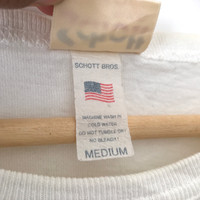 SCHOTT BROS.
MACHINE WASH IN
COLD WATER
DO NOT TUMBLE DRY
NO BLEACH
MEDIUM